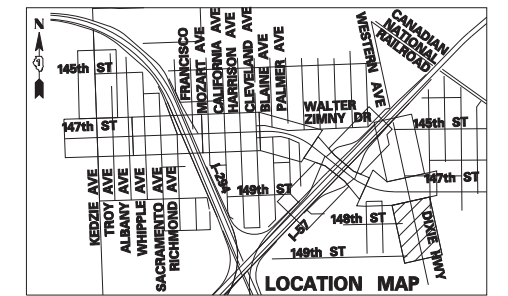 N
CANADIAN
NATIONAL
RAILROAD
WESTERN AVE
FRANCISCO
MOZART AVE
CALIFORNIA AVE
HARRISON AVE
CLEVELAND AVE
BLAINE AVE
PALMER AVE
145th ST
WALTER
ZIMNY DR
147th ST
145th ST
I-294
147th ST
149th ST
KEDZIE AVE
TROY AVE
ALBANY AVE
WHIPPLE AVE
SACRAMENTO AVE
RICHMOND AVE
148th ST
DIXIE HWY
I-57
149th ST
LOCATION MAP